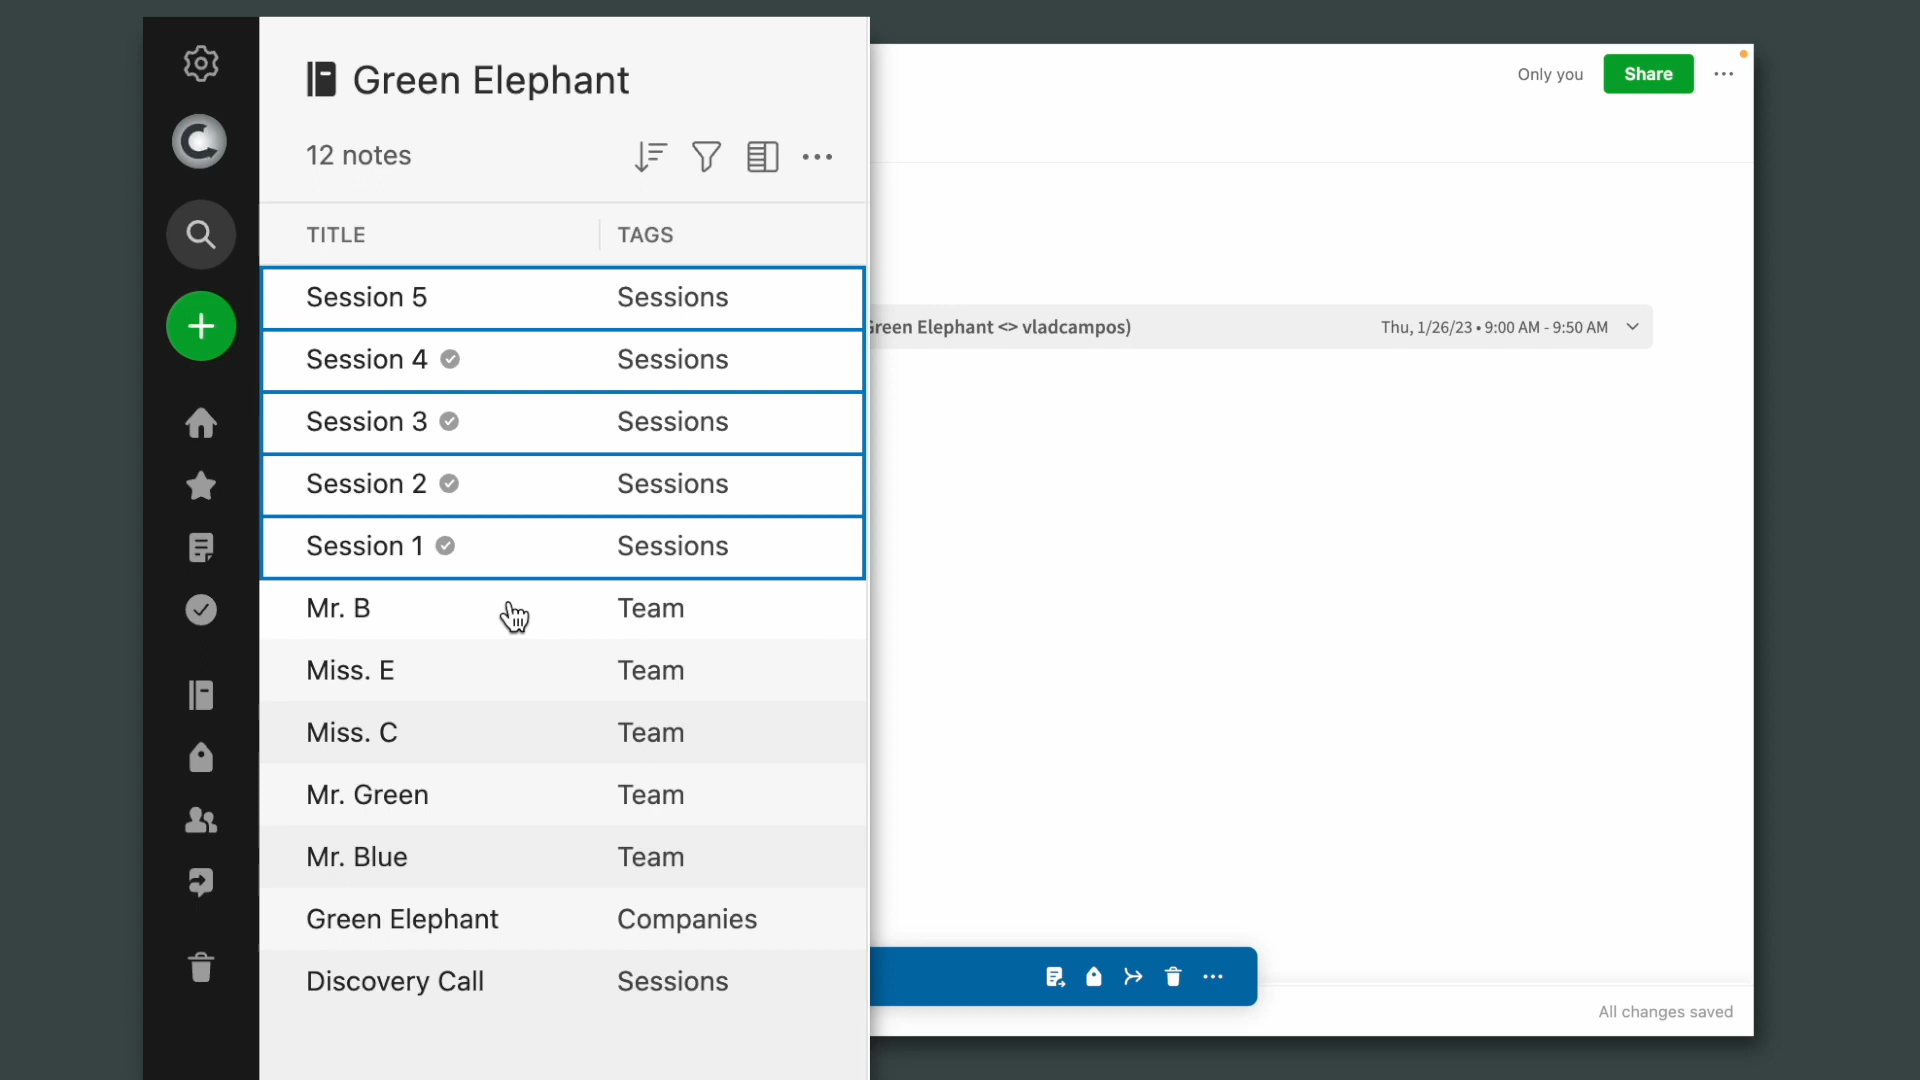 Green Elephant
12 notes
TITLE TAGS
Session 5 Sessions
Session 4 Sessions
Session 3 Sessions
Session 2 Sessions
Session 1 Sessions
Mr. B Team
Miss. E Team
Miss. C Team
Mr. Green Team
Mr. Blue Team
Green Elephant Companies
Discovery Call Sessions
Only you Share
Green Elephant <> vladcampos) Thu, 1/26/23 • 9:00 AM - 9:50 AM
All changes saved